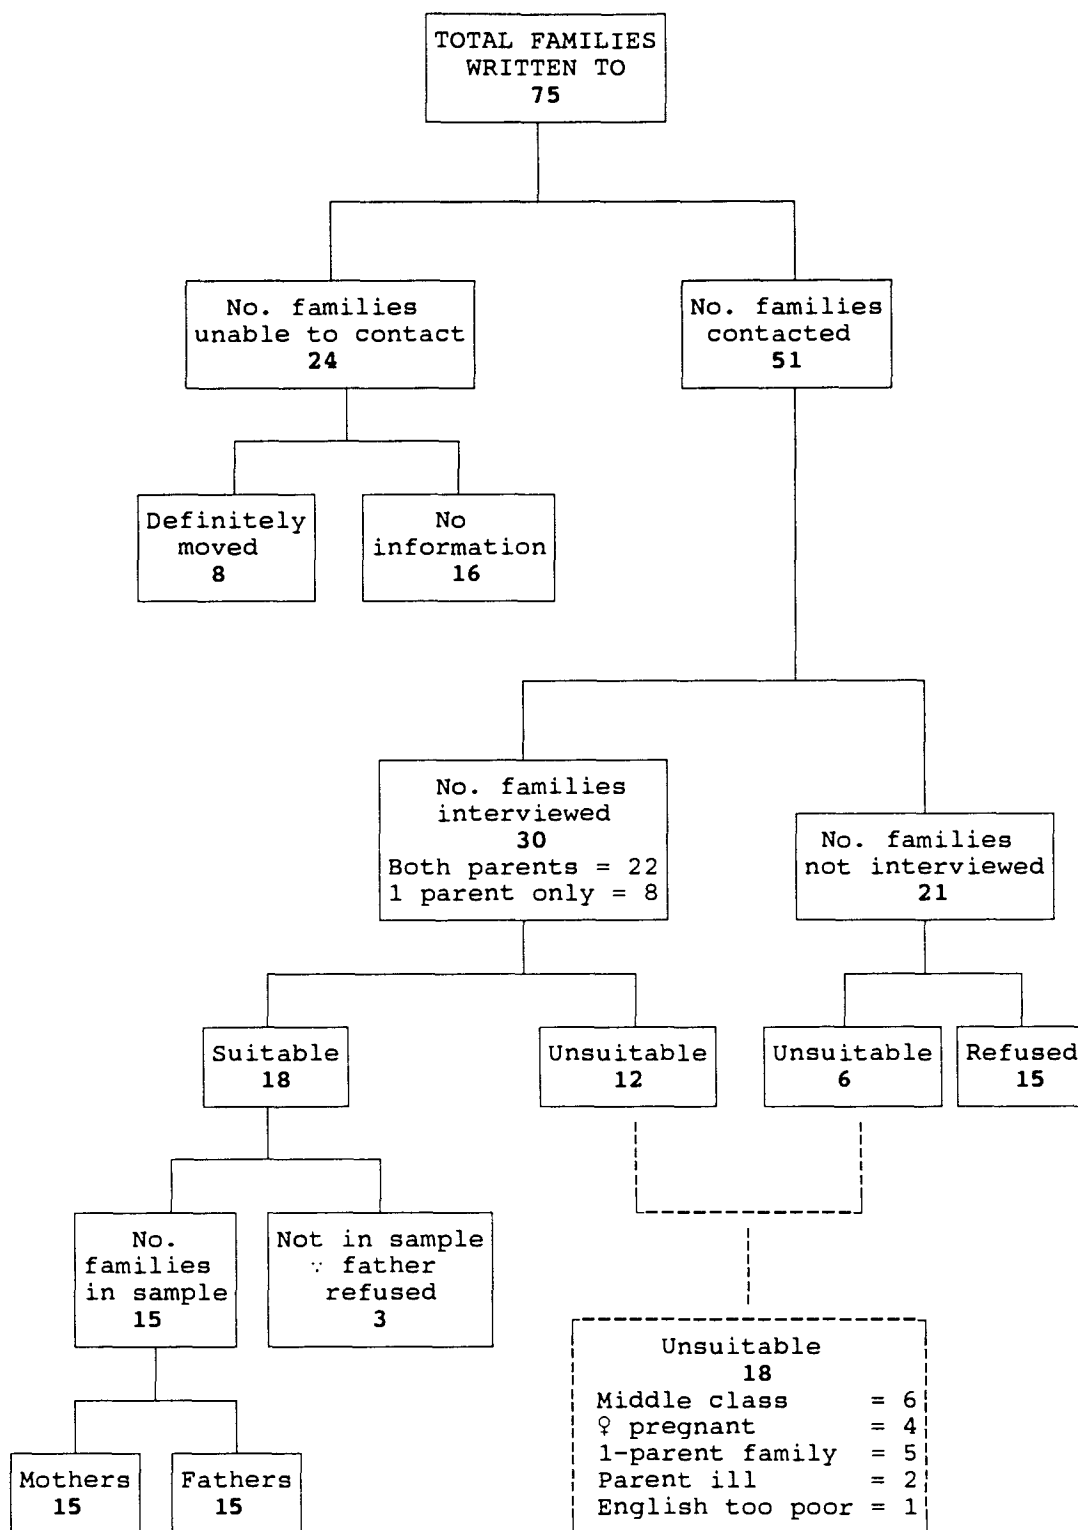 TOTAL FAMILIES
WRITTEN TO
75
No. families
unable to contact
24
No. families
contacted
51
Definitely
moved
8
No
information
16
No. families
interviewed
30
Both parents = 22
1 parent only = 8
No. families
not interviewed
21
Suitable
18
Unsuitable
12
Unsuitable
6
Refused
15
No.
families
in sample
15
Not in sample
∵ father
refused
3
Mothers
15
Fathers
15
Unsuitable
18
Middle class = 6
♀ pregnant = 4
1-parent family = 5
Parent ill = 2
English too poor = 1